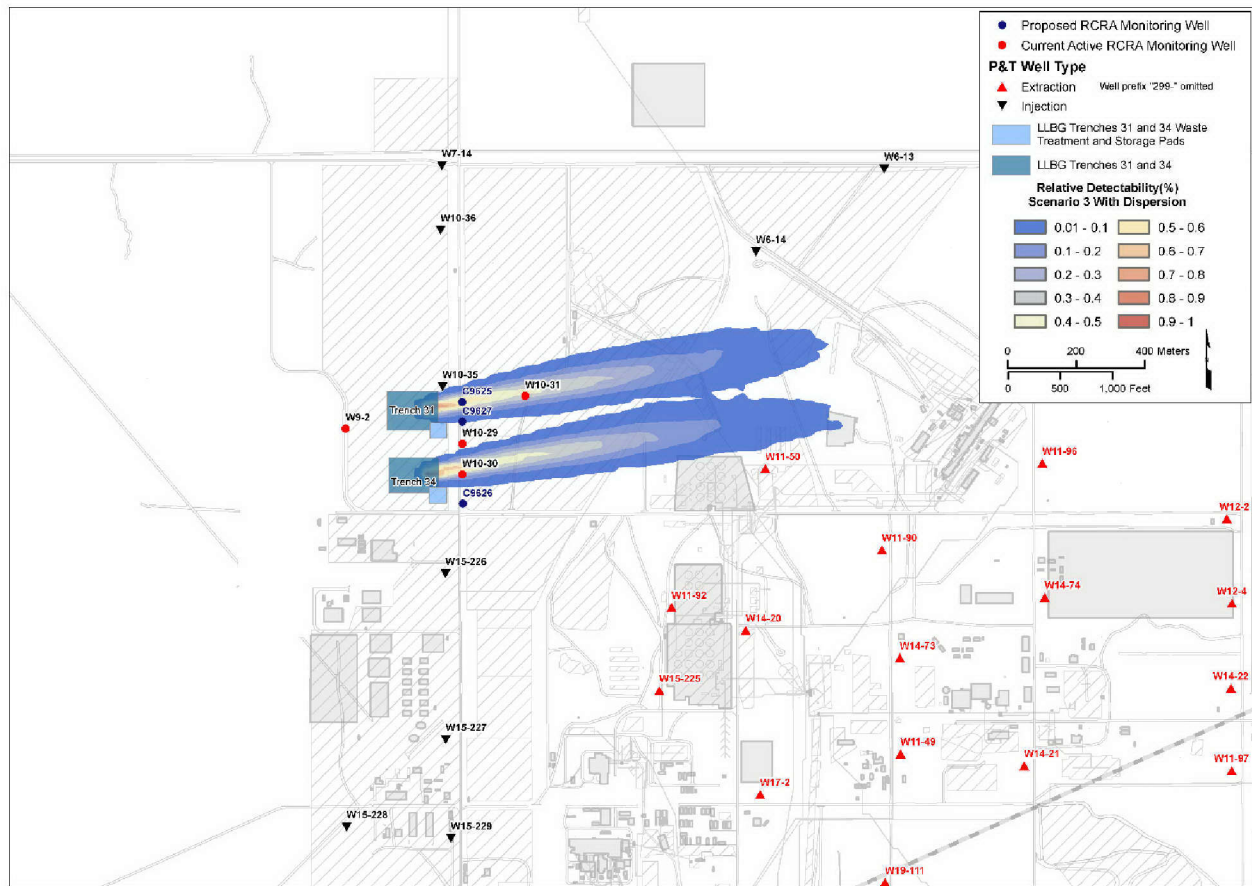 Proposed RCRA Monitoring Well
Current Active RCRA Monitoring Well
P&T Well Type
Extraction Well prefix "299-" omitted
Injection
LLBG Trenches 31 and 34 Waste
Treatment and Storage Pads
LLBG Trenches 31 and 34
Relative Detectability(%)
Scenario 3 With Dispersion
0.01 - 0.1 0.5 - 0.6
0.1 - 0.2 0.6 - 0.7
0.2 - 0.3 0.7 - 0.8
0.3 - 0.4 0.8 - 0.9
0.4 - 0.5 0.9 - 1
0 200 400 Meters
0 500 1,000 Feet
W7-14
W6-13
W10-36
W6-14
W10-35
C9625
W10-31
Trench 31
C9627
W9-2
W10-29
W10-30
W11-50
W11-96
Trench 34
C9626
W12-2
W11-90
W15-226
W14-74
W12-4
W11-92
W14-20
W14-73
W15-225
W14-22
W15-227
W11-49
W14-21
W11-97
W17-2
W15-228
W15-229
W19-111